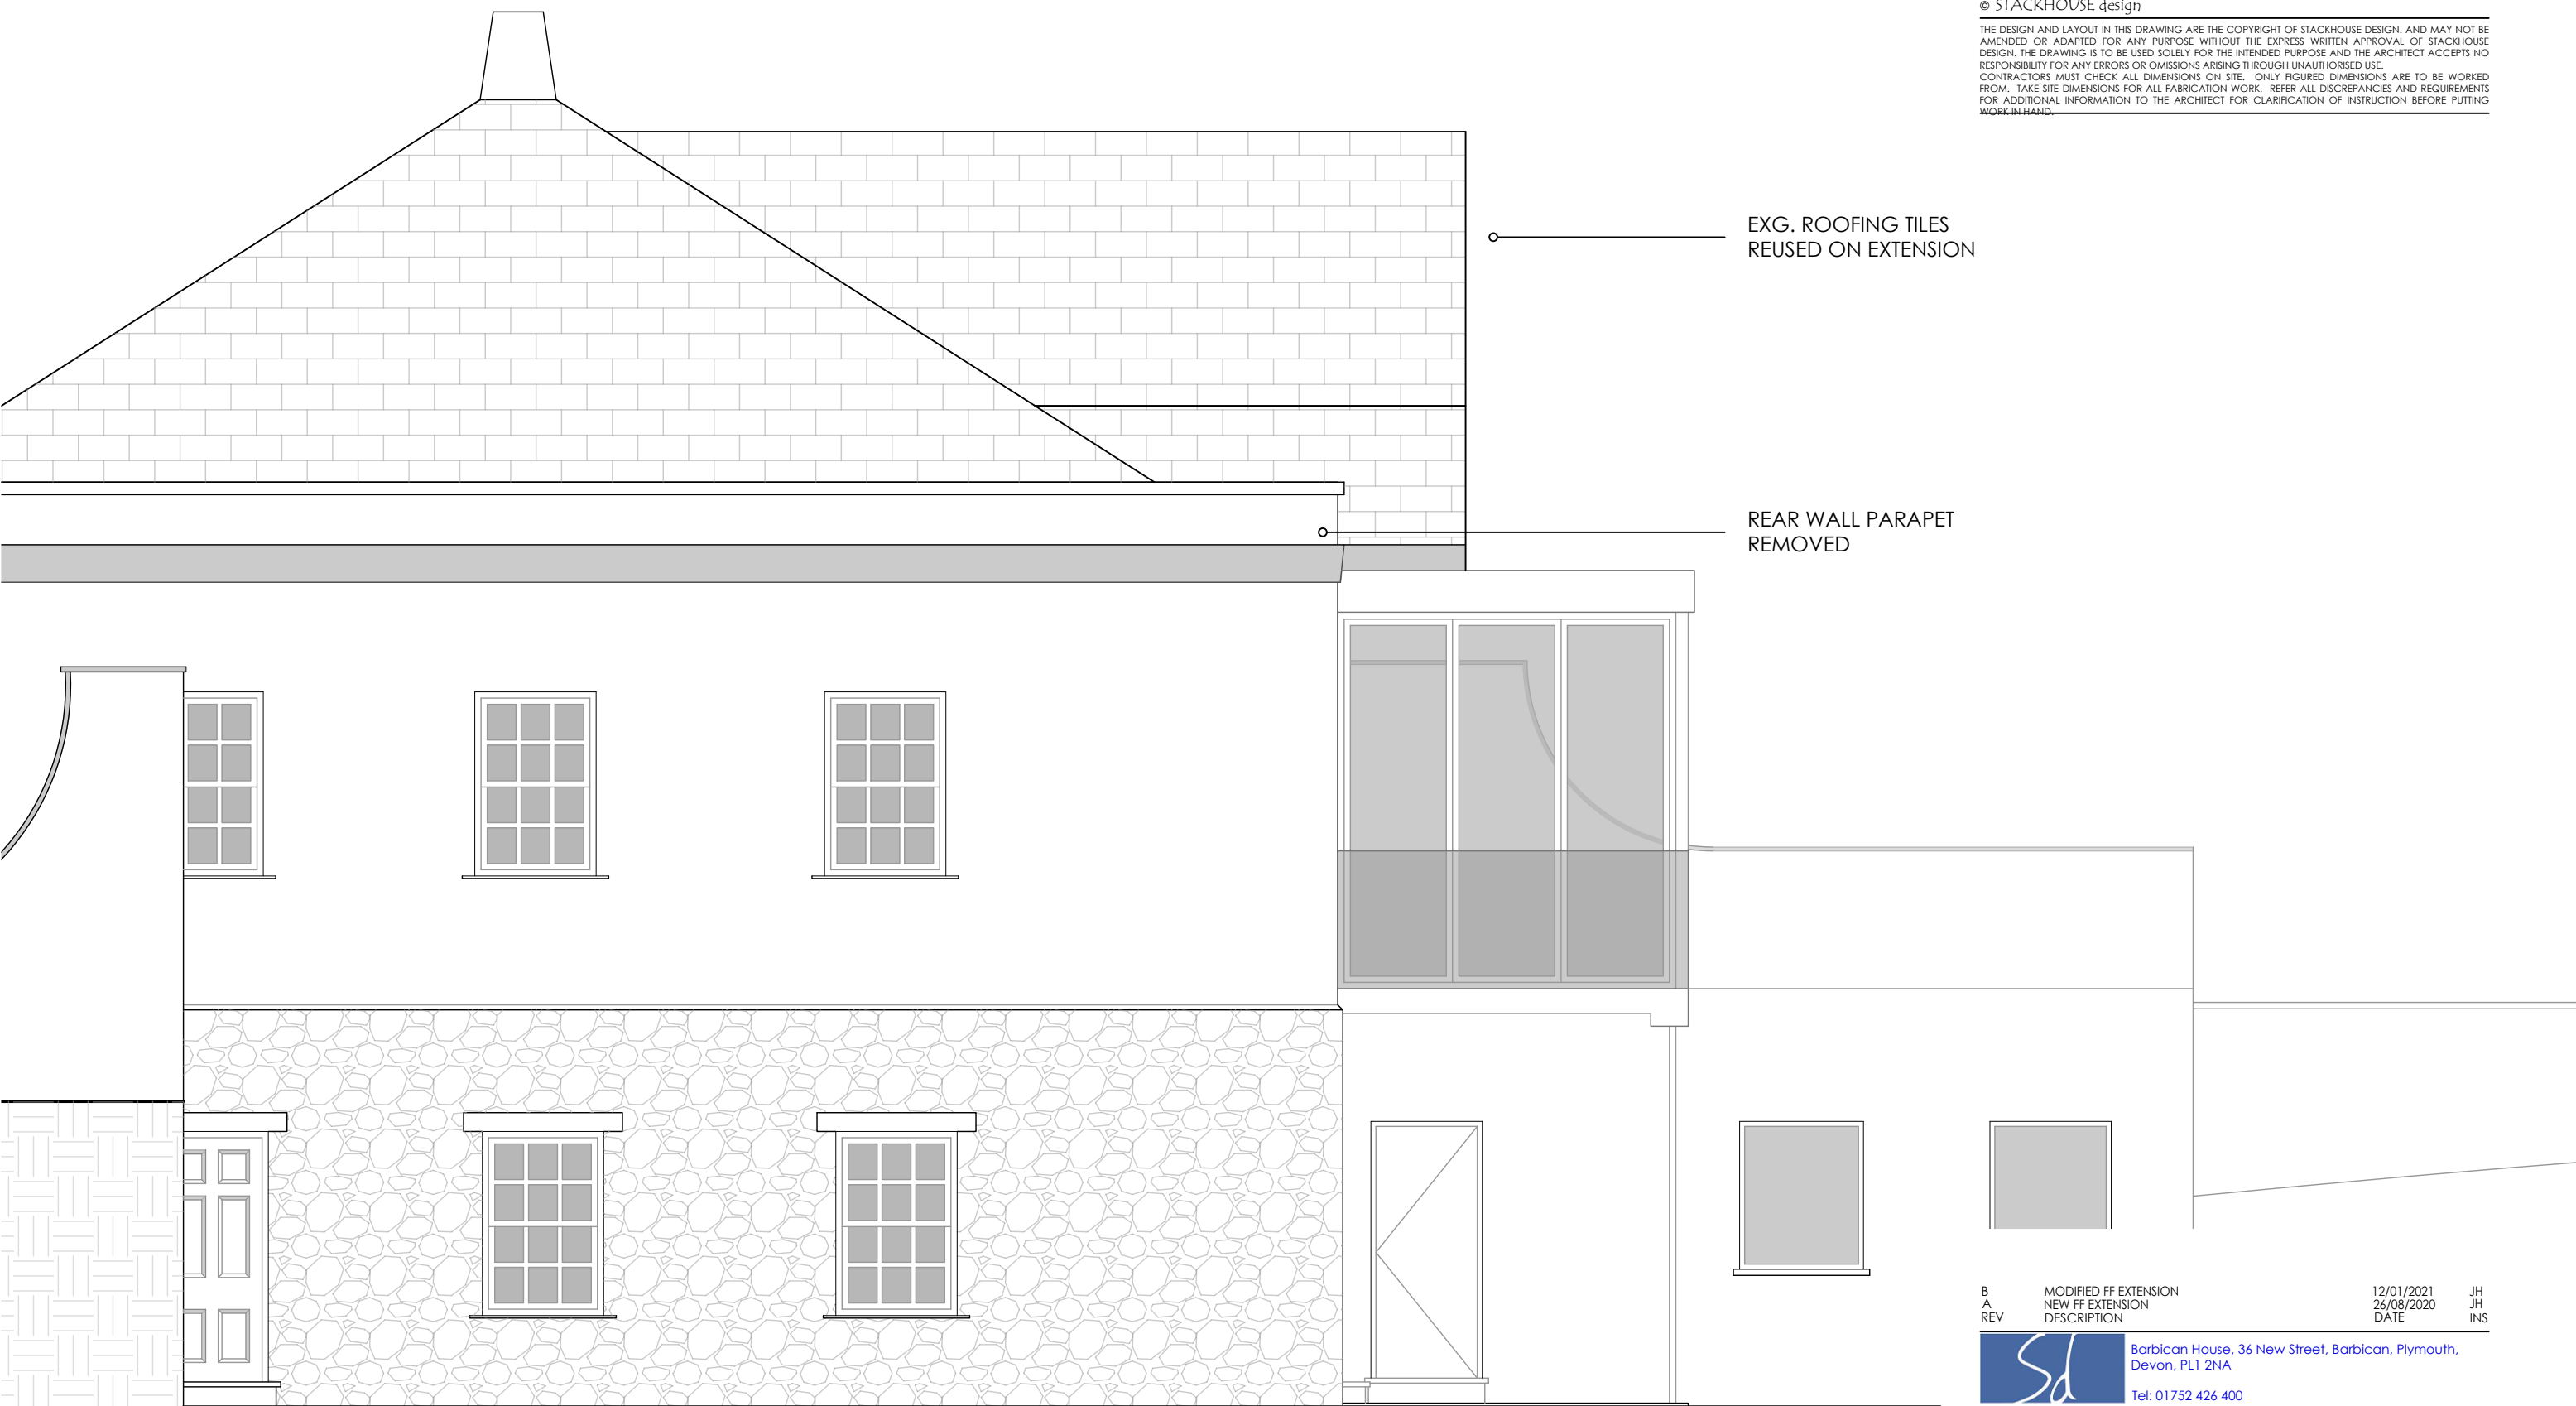 © STACKHOUSE design
THE DESIGN AND LAYOUT IN THIS DRAWING ARE THE COPYRIGHT OF STACKHOUSE DESIGN. AND MAY NOT BE
AMENDED OR ADAPTED FOR ANY PURPOSE WITHOUT THE EXPRESS WRITTEN APPROVAL OF STACKHOUSE
DESIGN. THE DRAWING IS TO BE USED SOLELY FOR THE INTENDED PURPOSE AND THE ARCHITECT ACCEPTS NO
RESPONSIBILITY FOR ANY ERRORS OR OMISSIONS ARISING THROUGH UNAUTHORISED USE.
CONTRACTORS MUST CHECK ALL DIMENSIONS ON SITE. ONLY FIGURED DIMENSIONS ARE TO BE WORKED
FROM. TAKE SITE DIMENSIONS FOR ALL FABRICATION WORK. REFER ALL DISCREPANCIES AND REQUIREMENTS
FOR ADDITIONAL INFORMATION TO THE ARCHITECT FOR CLARIFICATION OF INSTRUCTION BEFORE PUTTING
WORK IN HAND.
EXG. ROOFING TILES
REUSED ON EXTENSION
REAR WALL PARAPET
REMOVED
B MODIFIED FF EXTENSION 12/01/2021 JH
A NEW FF EXTENSION 26/08/2020 JH
REV DESCRIPTION DATE INS
Sd
Barbican House, 36 New Street, Barbican, Plymouth,
Devon, PL1 2NA
Tel: 01752 426 400